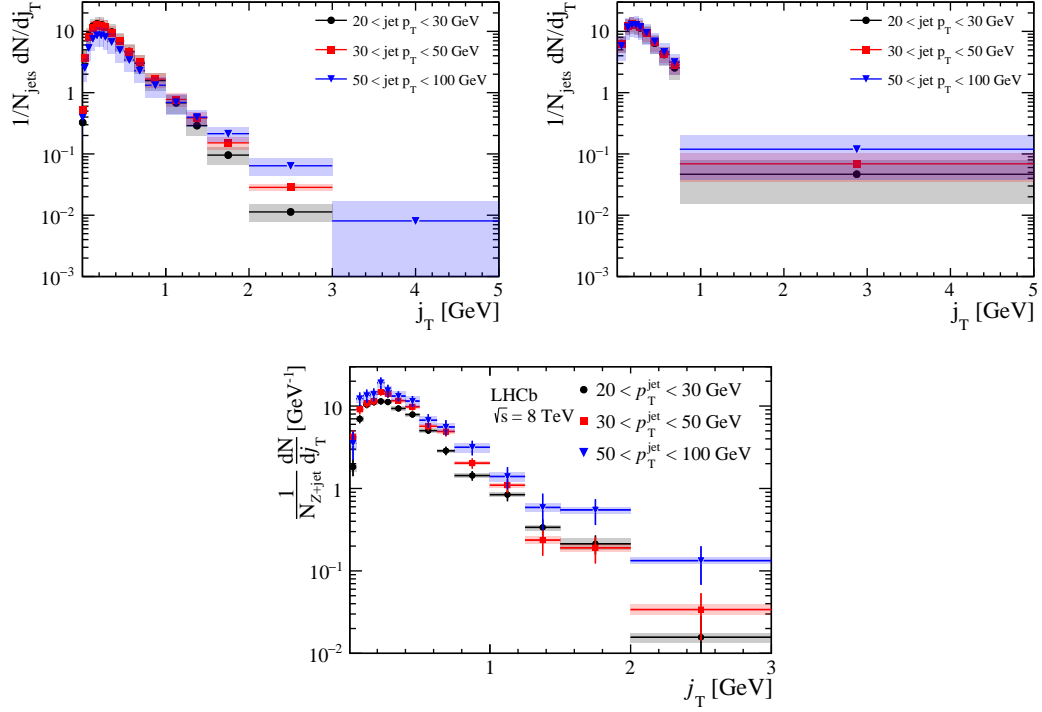 1/N_jets dN/dj_T
10
1
10⁻¹
10⁻²
10⁻³
20 < jet p_T < 30 GeV
30 < jet p_T < 50 GeV
50 < jet p_T < 100 GeV
1 2 3 4 5
j_T [GeV]
1/N_jets dN/dj_T
10
1
10⁻¹
10⁻²
10⁻³
20 < jet p_T < 30 GeV
30 < jet p_T < 50 GeV
50 < jet p_T < 100 GeV
1 2 3 4 5
j_T [GeV]
1/N_Z+jet dN/dj_T [GeV⁻¹]
10
1
10⁻¹
10⁻²
LHCb
√s = 8 TeV
20 < p_T^jet < 30 GeV
30 < p_T^jet < 50 GeV
50 < p_T^jet < 100 GeV
1 2 3
j_T [GeV]